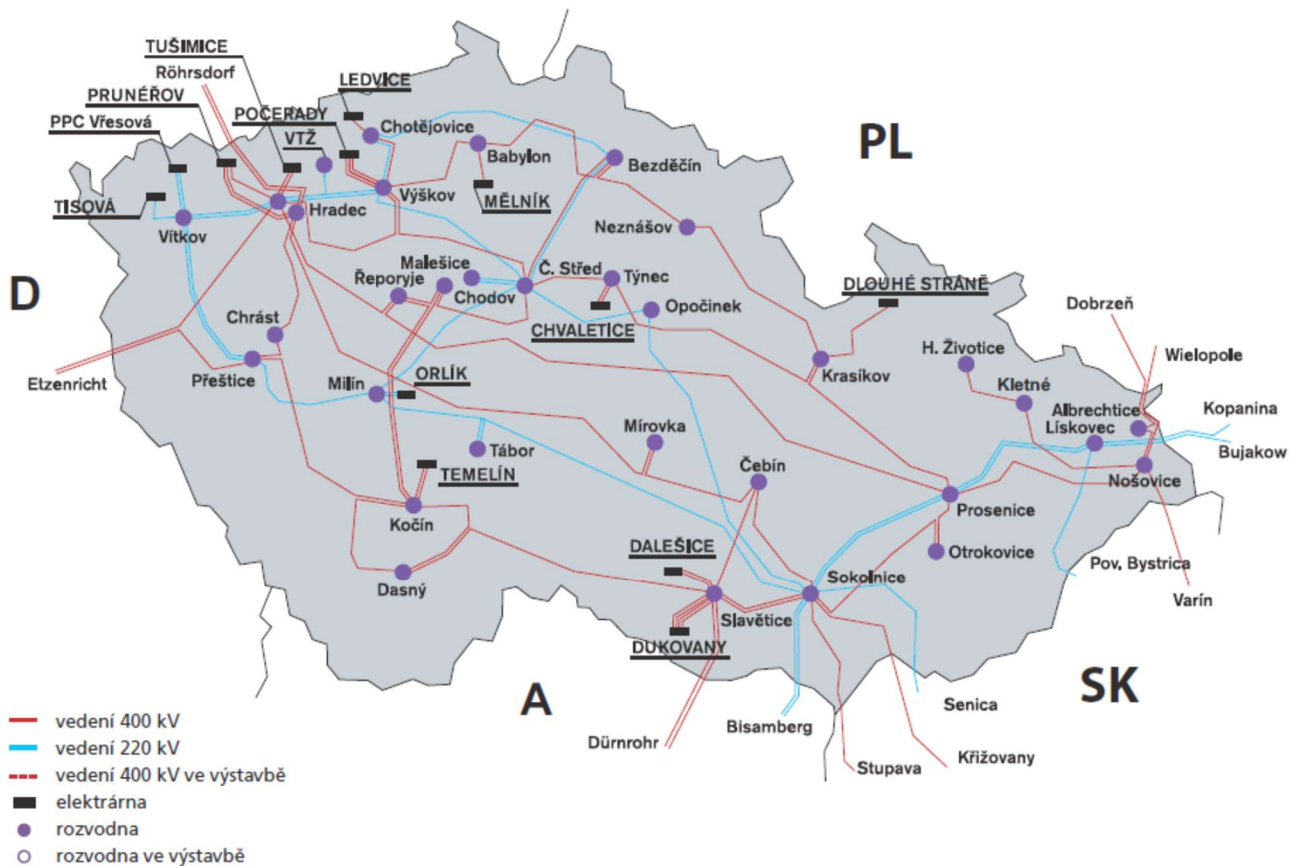 TUŠIMICE
Röhrsdorf
LEDVICE
PRUNÉŘOV
POČERADY
PPC Vřesová
VTŽ
Chotějovice
Babylon
Bezděčín
PL
TISOVÁ
Výškov
MĚLNÍK
Hradec
Vítkov
Neznášov
D
Malešice
Č. Střed
Týnec
Řeporyje
Chodov
DLOUHÉ STRÁNĚ
Opočinek
Dobrzeň
Chrást
CHVALETICE
H. Životice
Wielopole
Krasíkov
Kletné
Etzenricht
Přeštice
Milín
ORLÍK
Albrechtice
Kopanina
Lískovec
Mírovka
Bujakow
Tábor
Čebín
TEMELÍN
Nošovice
Kočín
Prosenice
DALEŠICE
Otrokovice
Pov, Bystrica
Dasný
Sokolnice
Varín
Slavětice
DUKOVANY
SK
A
Senica
Bisamberg
Dürnrohr
Křižovany
Stupava
vedení 400 kV
vedení 220 kV
vedení 400 kV ve výstavbě
elektrárna
rozvodna
rozvodna ve výstavbě